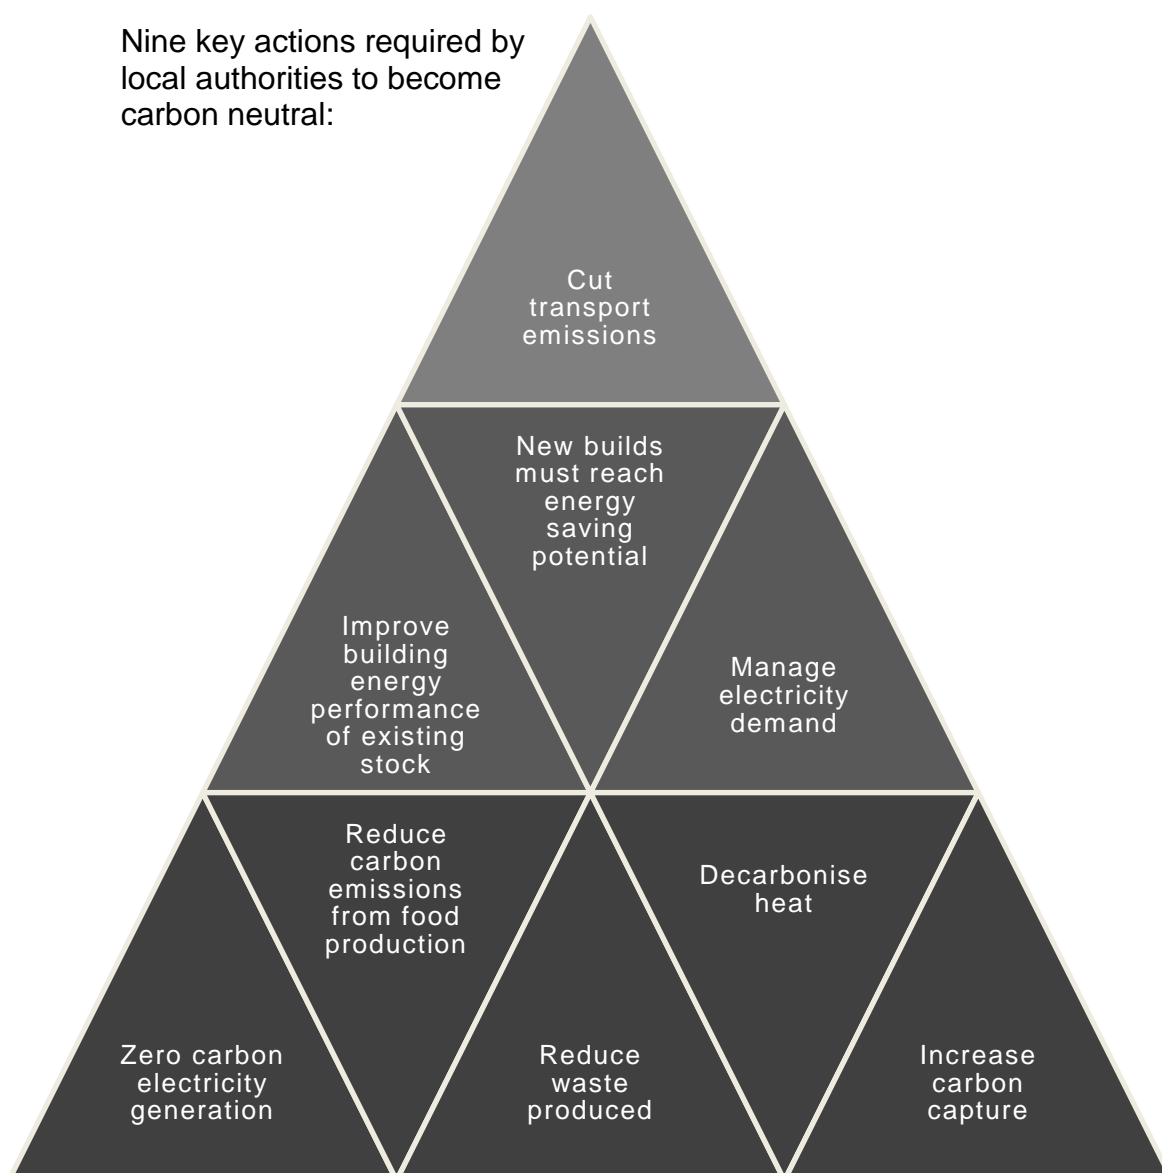 Nine key actions required by
local authorities to become
carbon neutral:
Cut
transport
emissions
New builds
must reach
energy
saving
potential
Improve
building
energy
performance
of existing
stock
Manage
electricity
demand
Reduce
carbon
emissions
from food
production
Decarbonise
heat
Zero carbon
electricity
generation
Reduce
waste
produced
Increase
carbon
capture